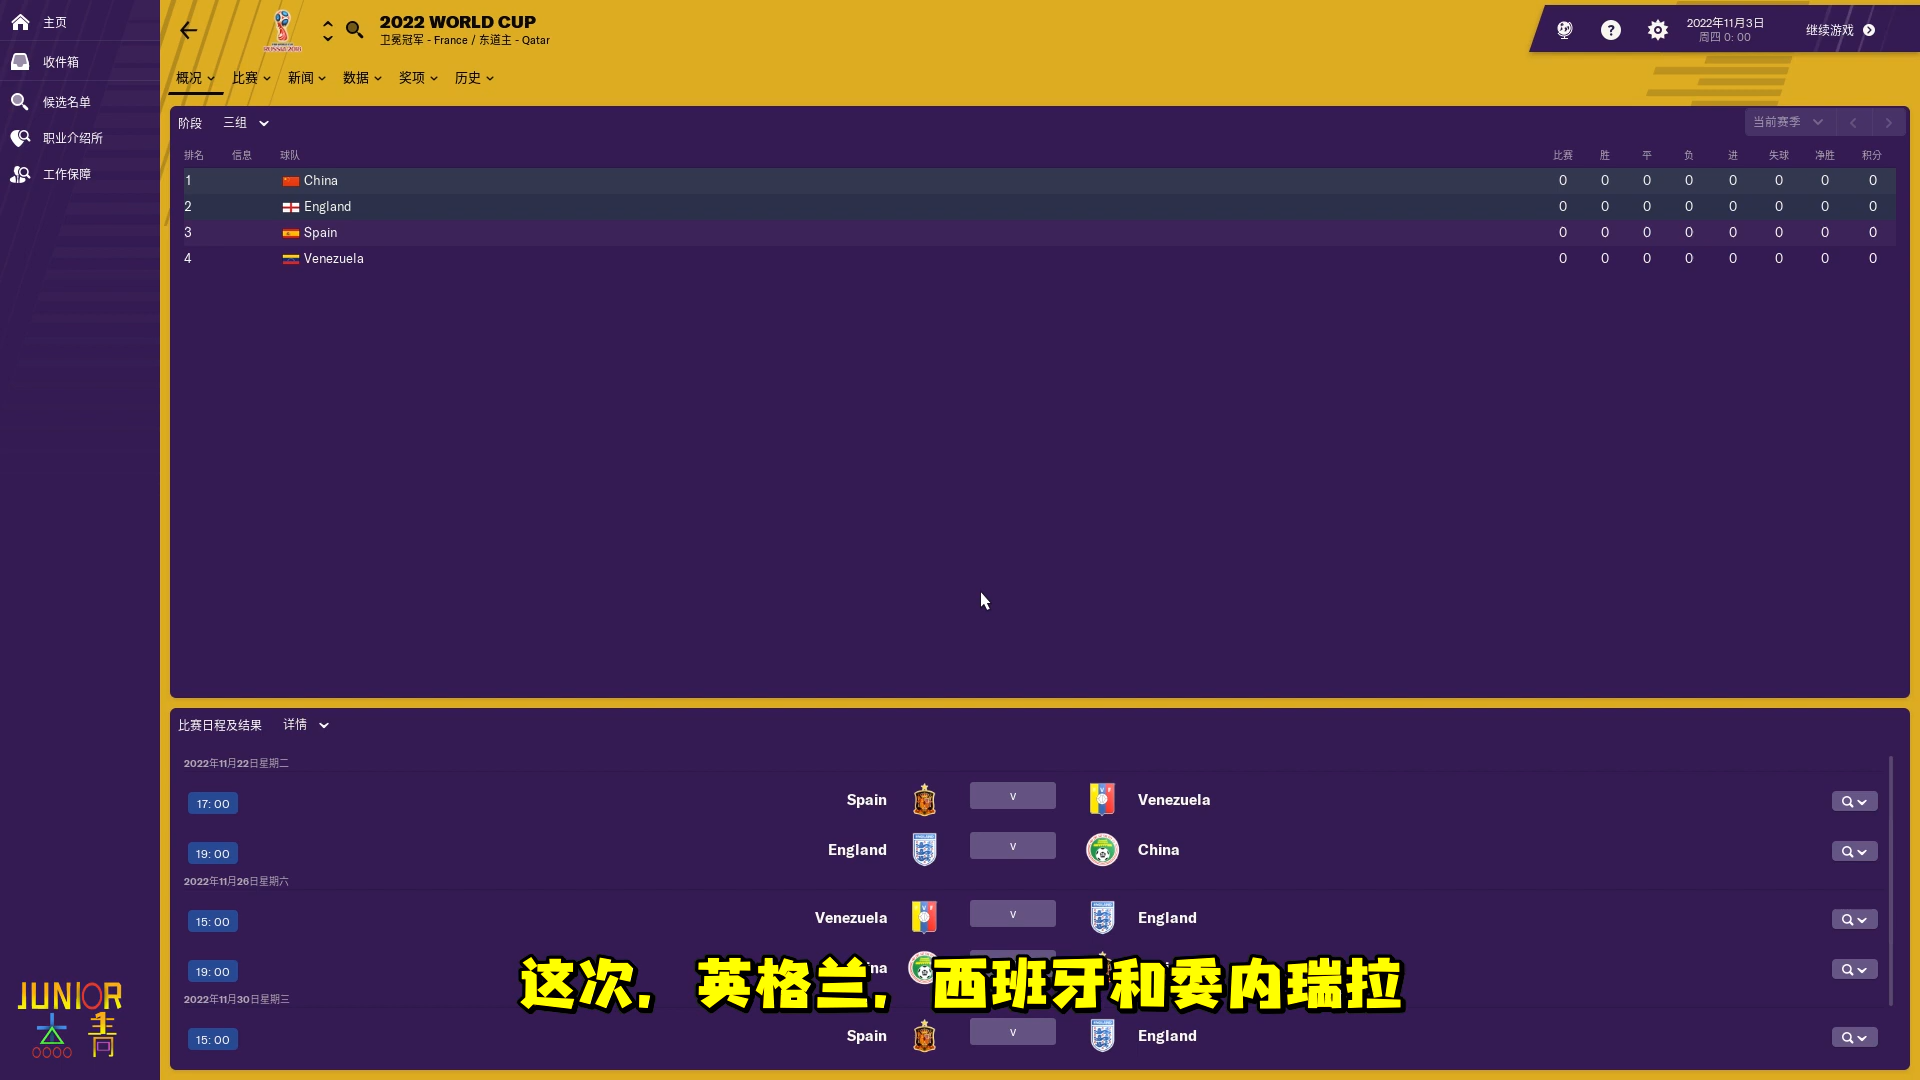 主页
收件箱
候选名单
职业介绍所
工作保障
2022 WORLD CUP
卫冕冠军 - France / 东道主 - Qatar
2022年11月3日
周四 0: 00
继续游戏
概况 比赛 新闻 数据 奖项 历史
阶段 三组 当前赛季
排名 信息 球队 比赛 胜 平 负 进 失球 净胜 积分
1 China 0 0 0 0 0 0 0 0
2 England 0 0 0 0 0 0 0 0
3 Spain 0 0 0 0 0 0 0 0
4 Venezuela 0 0 0 0 0 0 0 0
比赛日程及结果 详情
2022年11月22日星期二
17: 00 Spain v Venezuela
19: 00 England v China
2022年11月26日星期六
15: 00 Venezuela v England
19: 00
这次，英格兰，西班牙和委内瑞拉
2022年11月30日星期三
15: 00 Spain v England
JUNIOR